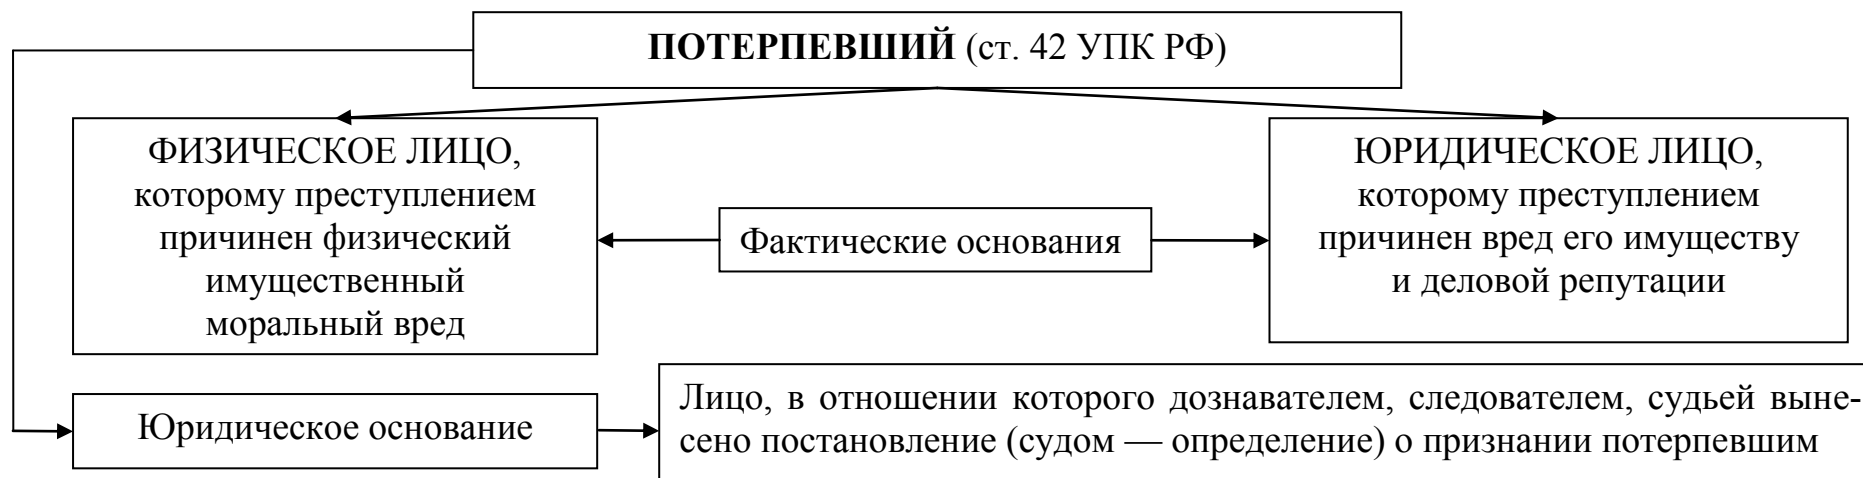 ПОТЕРПЕВШИЙ (ст. 42 УПК РФ)
ФИЗИЧЕСКОЕ ЛИЦО,
которому преступлением
причинен физический
имущественный
моральный вред
Фактические основания
ЮРИДИЧЕСКОЕ ЛИЦО,
которому преступлением
причинен вред его имуществу
и деловой репутации
Юридическое основание
Лицо, в отношении которого дознавателем, следователем, судьей выне-
сено постановление (судом — определение) о признании потерпевшим